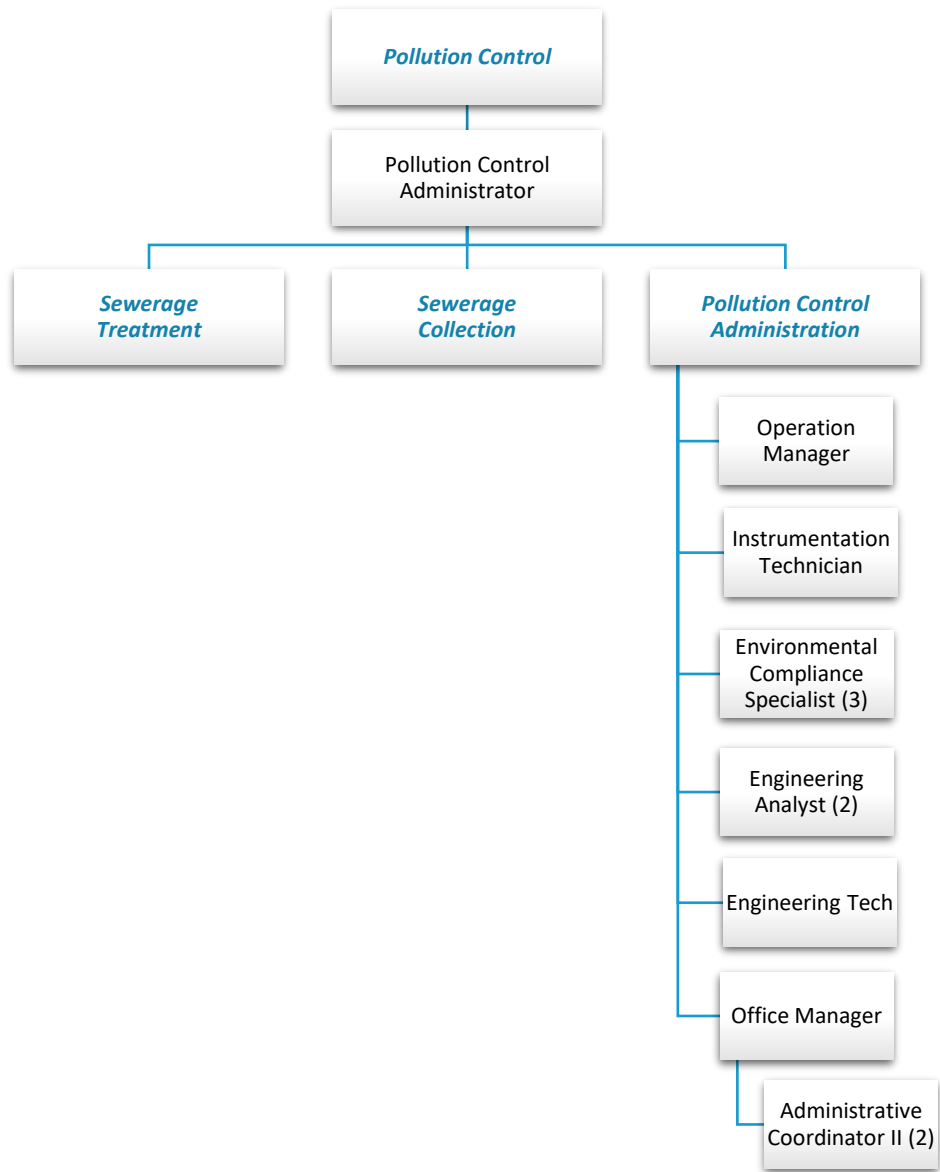 Pollution Control
Pollution Control
Administrator
Sewerage
Treatment
Sewerage
Collection
Pollution Control
Administration
Operation
Manager
Instrumentation
Technician
Environmental
Compliance
Specialist (3)
Engineering
Analyst (2)
Engineering Tech
Office Manager
Administrative
Coordinator II (2)